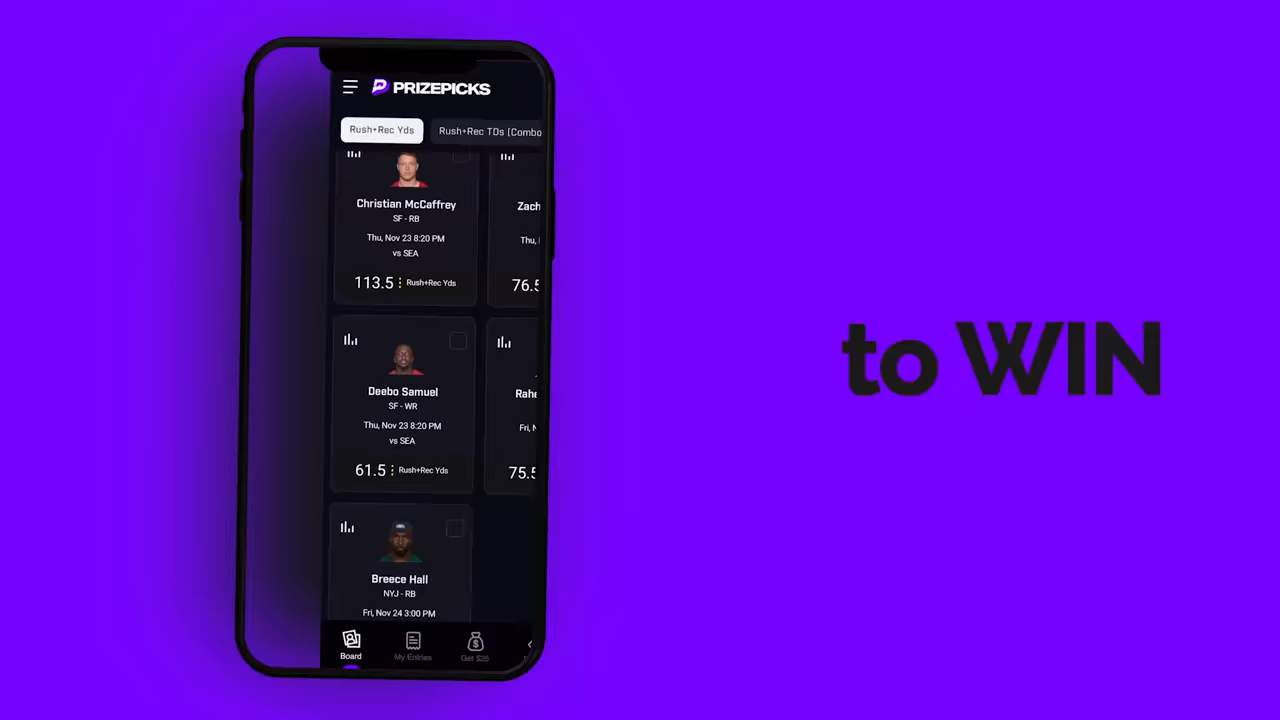 PRIZEPICKS
Rush+Rec Yds
Rush+Rec TDs (Combo
Christian McCaffrey
SF - RB
Thu, Nov 23 8:20 PM
vs SEA
113.5
Rush+Rec Yds
Zach
Thu,
76.5
Deebo Samuel
SF - WR
Thu, Nov 23 8:20 PM
vs SEA
61.5
Rush+Rec Yds
Rahe
Fri, N
75.5
Breece Hall
NYJ - RB
Fri, Nov 24 3:00 PM
Board
My Entries
Get $25
to WIN